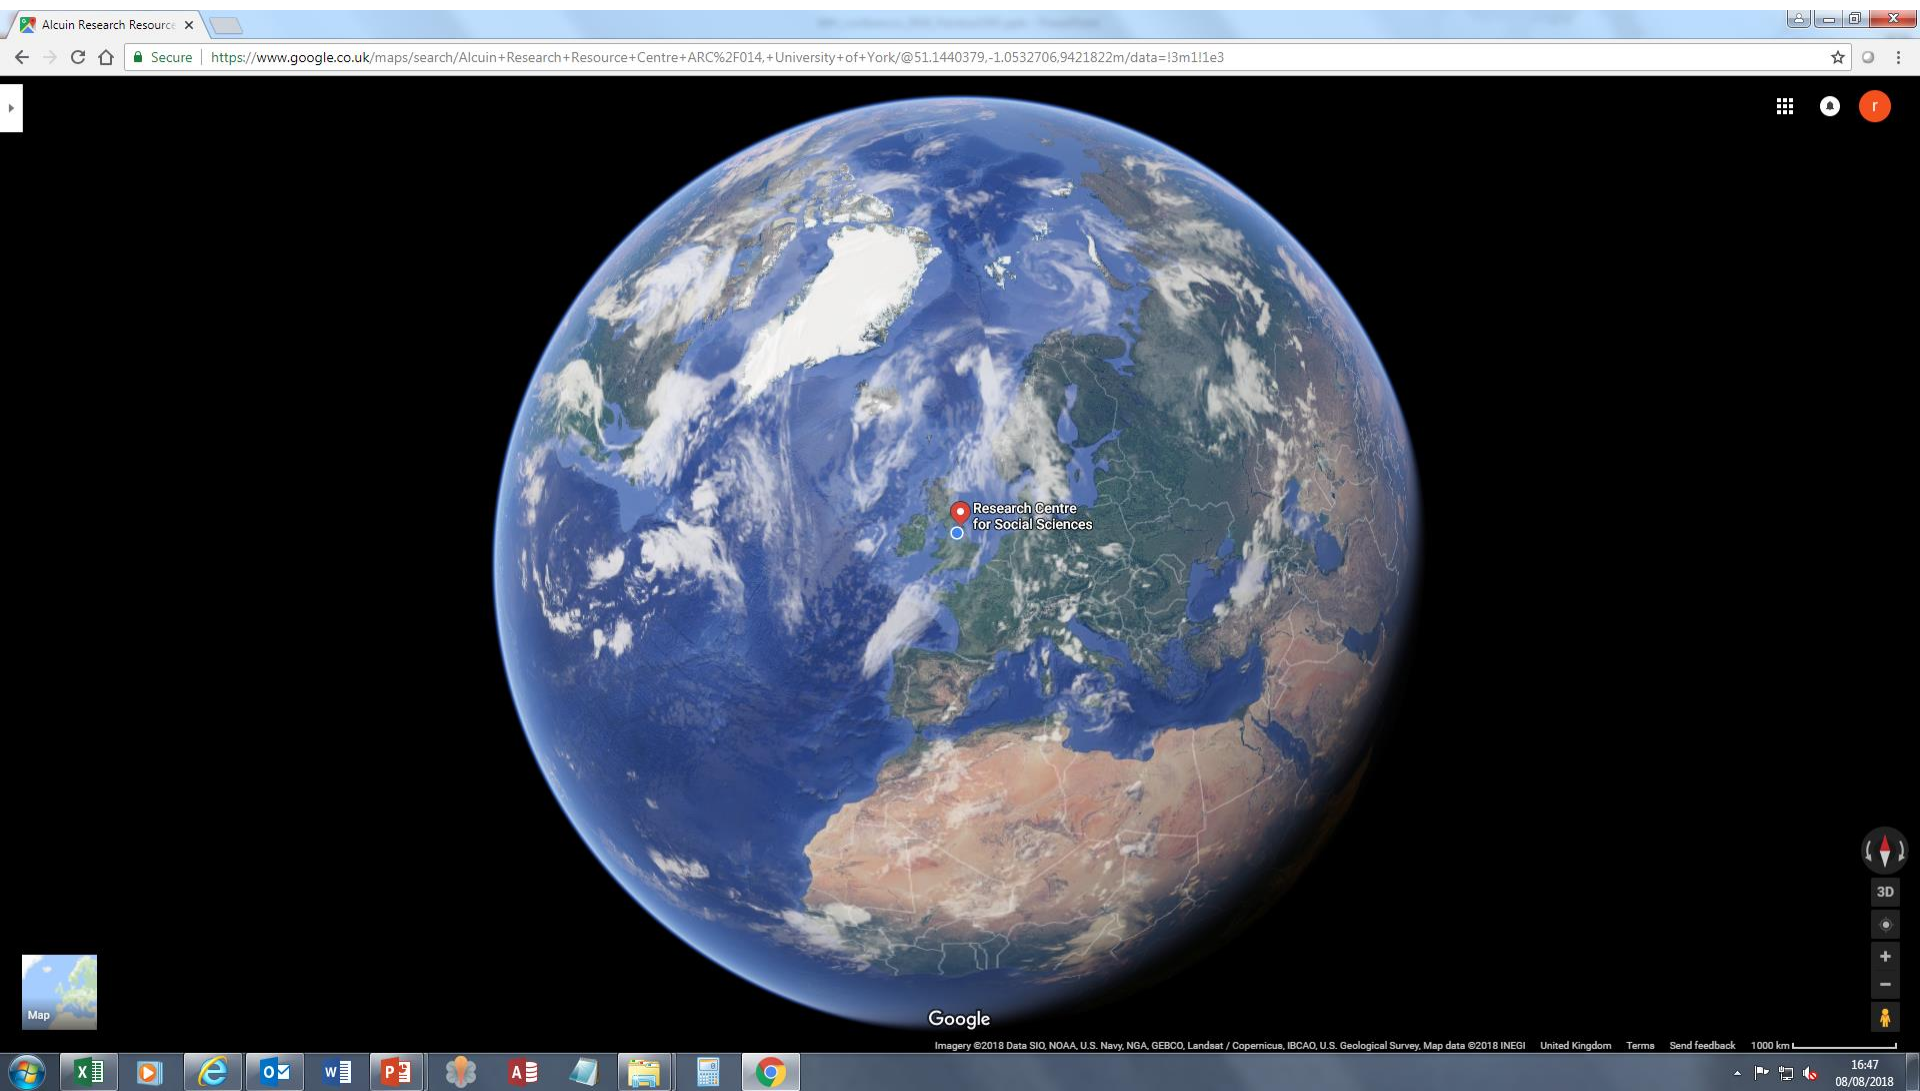 Alcuin Research Resource
Secure
https://www.google.co.uk/maps/search/Alcuin+Research+Resource+Centre+ARC%2F014,+University+of+York/@51.1440379,-1.0532706,9421822m/data=!3m1!1e3
r
Research Centre
for Social Sciences
3D
Map
Google
Imagery ©2018 Data SIO, NOAA, U.S. Navy, NGA, GEBCO, Landsat / Copernicus, IBCAO, U.S. Geological Survey, Map data ©2018 INEGI United Kingdom Terms Send feedback 1000 km
16:47
08/08/2018